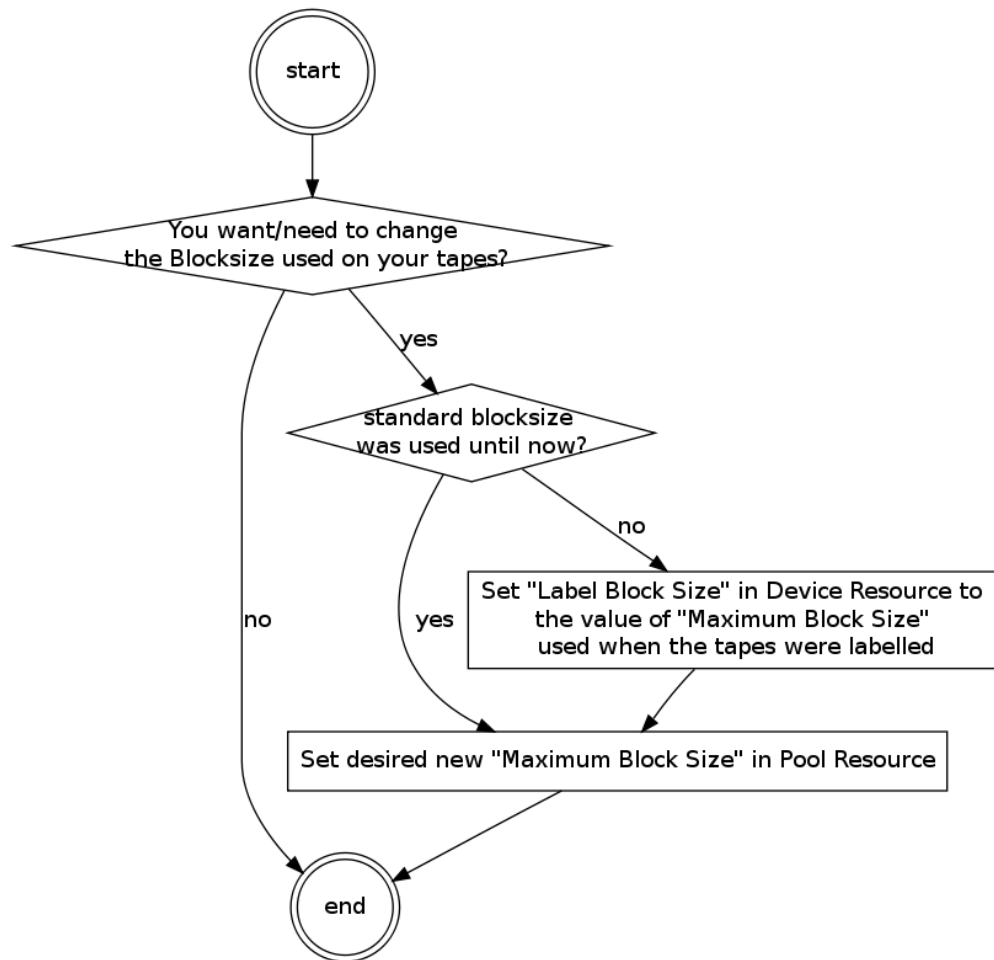 start
You want/need to change
the Blocksize used on your tapes?
yes
standard blocksize
was used until now?
no
Set "Label Block Size" in Device Resource to
the value of "Maximum Block Size"
used when the tapes were labelled
no
yes
Set desired new "Maximum Block Size" in Pool Resource
end